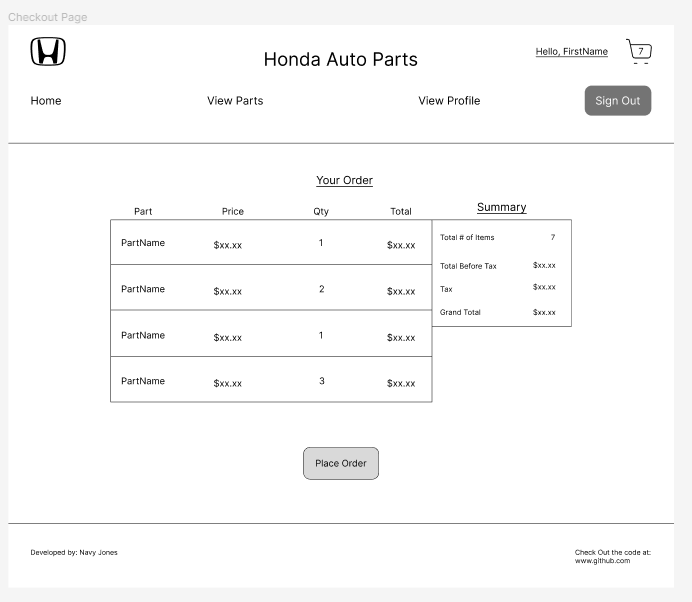 Checkout Page
Honda Auto Parts
Hello, FirstName
7
Home
View Parts
View Profile
Sign Out
Your Order
Summary
Part Price Qty Total
PartName $xx.xx 1 $xx.xx
PartName $xx.xx 2 $xx.xx
PartName $xx.xx 1 $xx.xx
PartName $xx.xx 3 $xx.xx
Total # of Items 7
Total Before Tax $xx.xx
Tax $xx.xx
Grand Total $xx.xx
Place Order
Developed by: Navy Jones
Check Out the code at:
www.github.com